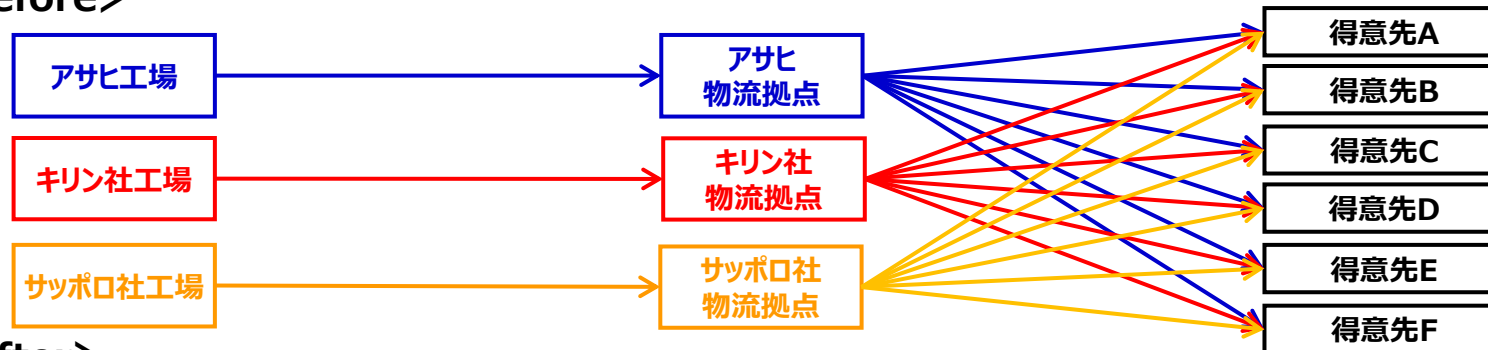 efore>
アサヒ工場
アサヒ
物流拠点
キリン社工場
キリン社
物流拠点
サッポロ社工場
サッポロ社
物流拠点
得意先A
得意先B
得意先C
得意先D
得意先E
得意先F